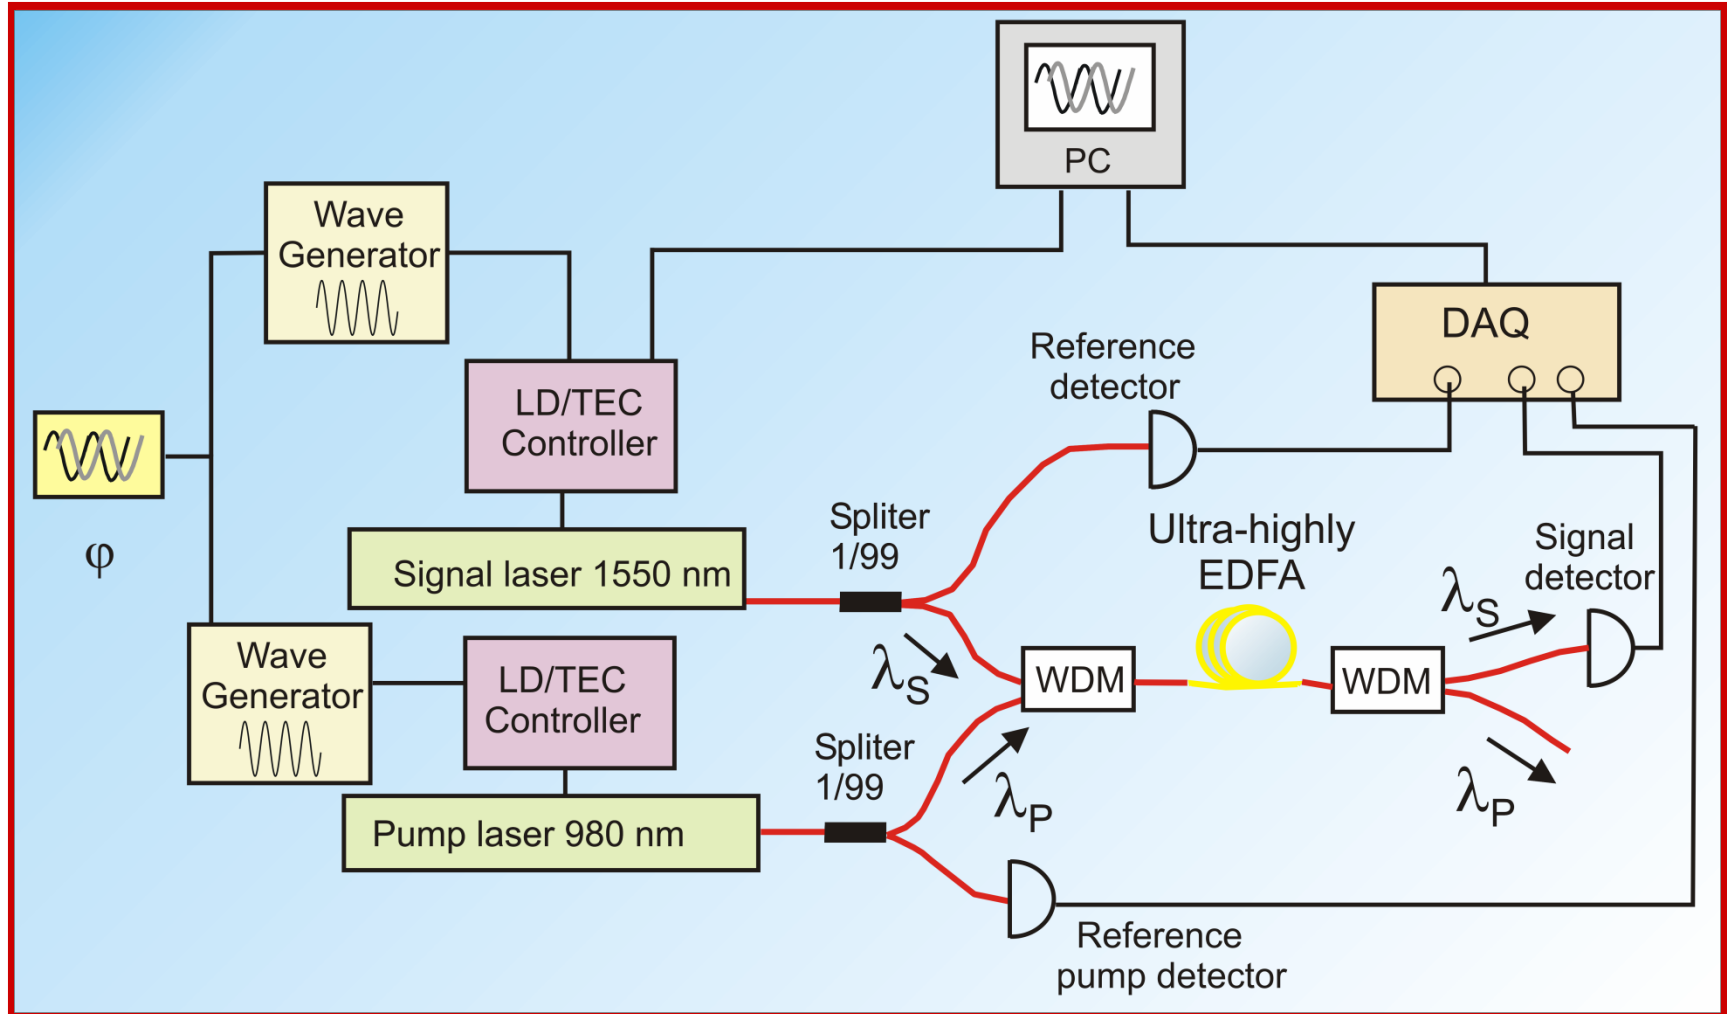 PC
Wave
Generator
DAQ
Reference
detector
LD/TEC
Controller
Spliter
1/99
Ultra-highly
EDFA
Signal
detector
φ
Signal laser 1550 nm
λS
λS
Wave
Generator
LD/TEC
Controller
WDM
WDM
Spliter
1/99
λP
λP
Pump laser 980 nm
Reference
pump detector